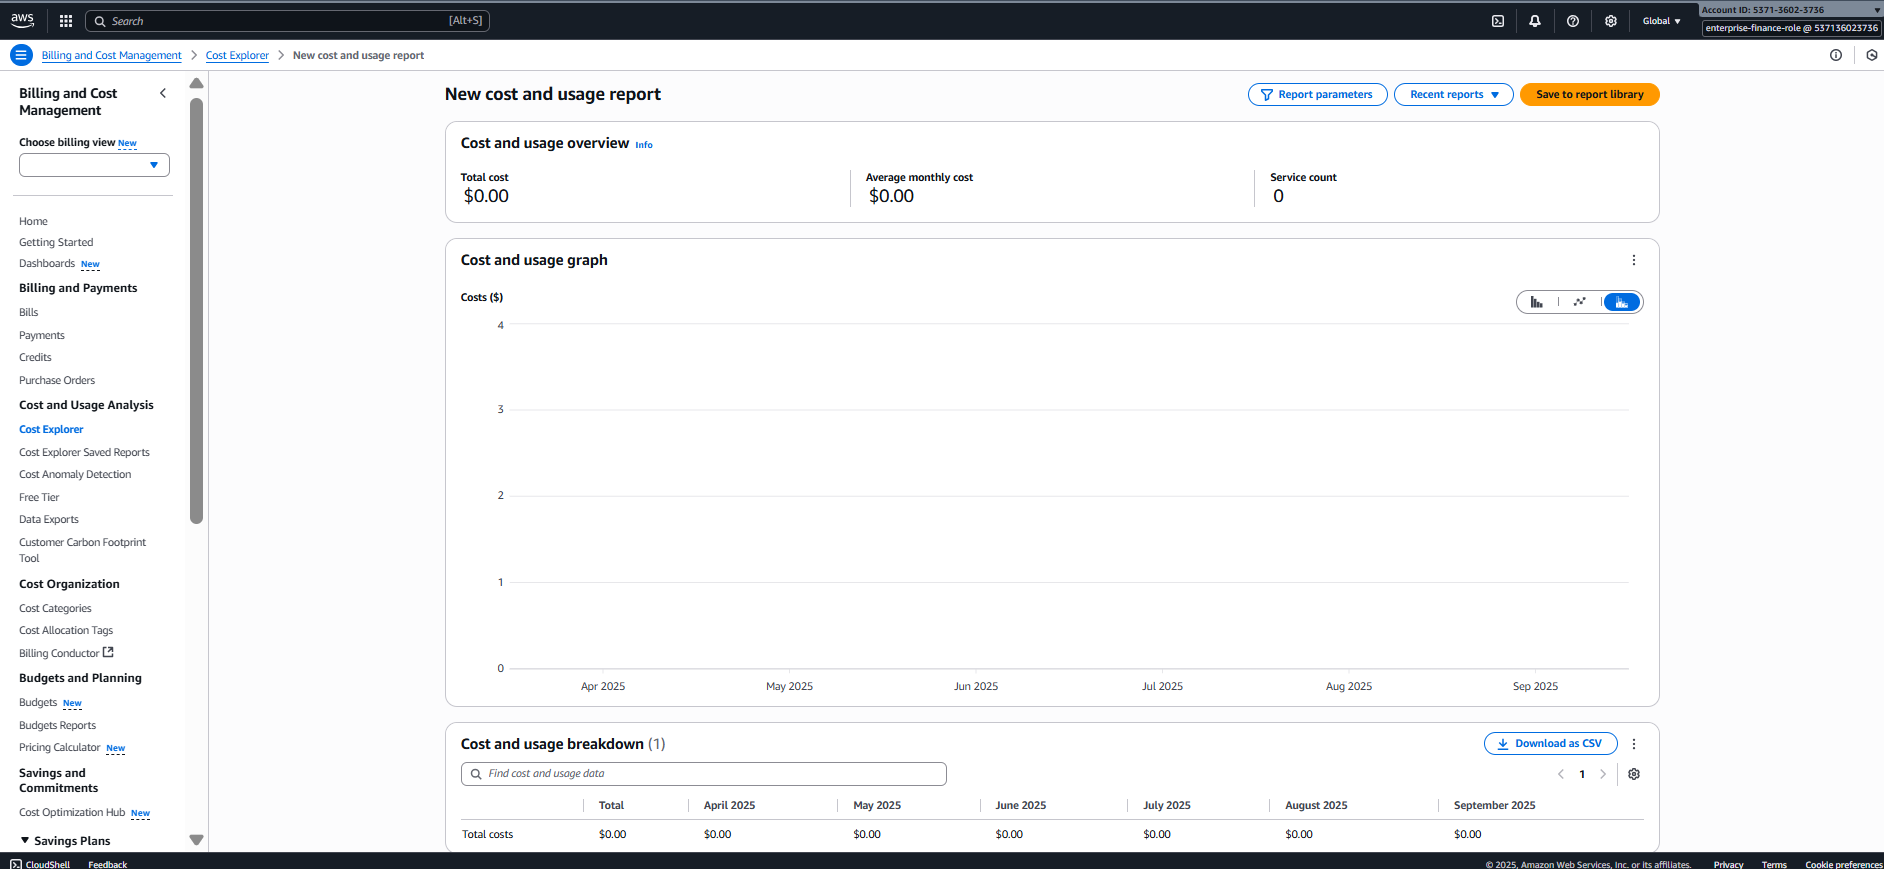 aws
Search
[Alt+S]
Global
Account ID: 5371-3602-3736
enterprise-finance-role @ 537136023736
Billing and Cost Management > Cost Explorer > New cost and usage report
Billing and Cost
Management
Choose billing view New
Home
Getting Started
Dashboards New
Billing and Payments
Bills
Payments
Credits
Purchase Orders
Cost and Usage Analysis
Cost Explorer
Cost Explorer Saved Reports
Cost Anomaly Detection
Free Tier
Data Exports
Customer Carbon Footprint
Tool
Cost Organization
Cost Categories
Cost Allocation Tags
Billing Conductor
Budgets and Planning
Budgets New
Budgets Reports
Pricing Calculator New
Savings and
Commitments
Cost Optimization Hub New
Savings Plans
New cost and usage report
Report parameters
Recent reports
Save to report library
Cost and usage overview Info
Total cost
$0.00
Average monthly cost
$0.00
Service count
0
Cost and usage graph
Costs ($)
4
3
2
1
0
Apr 2025 May 2025 Jun 2025 Jul 2025 Aug 2025 Sep 2025
Cost and usage breakdown (1)
Download as CSV
Find cost and usage data
1
Total April 2025 May 2025 June 2025 July 2025 August 2025 September 2025
Total costs $0.00 $0.00 $0.00 $0.00 $0.00 $0.00 $0.00
CloudShell Feedback
© 2025, Amazon Web Services, Inc. or its affiliates. Privacy Terms Cookie preferences